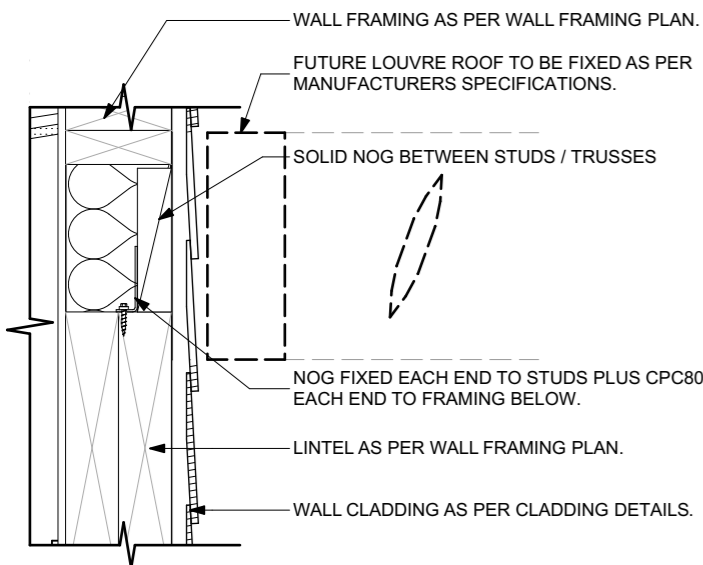 WALL FRAMING AS PER WALL FRAMING PLAN.
FUTURE LOUVRE ROOF TO BE FIXED AS PER
MANUFACTURERS SPECIFICATIONS.
SOLID NOG BETWEEN STUDS / TRUSSES
NOG FIXED EACH END TO STUDS PLUS CPC80
EACH END TO FRAMING BELOW.
LINTEL AS PER WALL FRAMING PLAN.
WALL CLADDING AS PER CLADDING DETAILS.